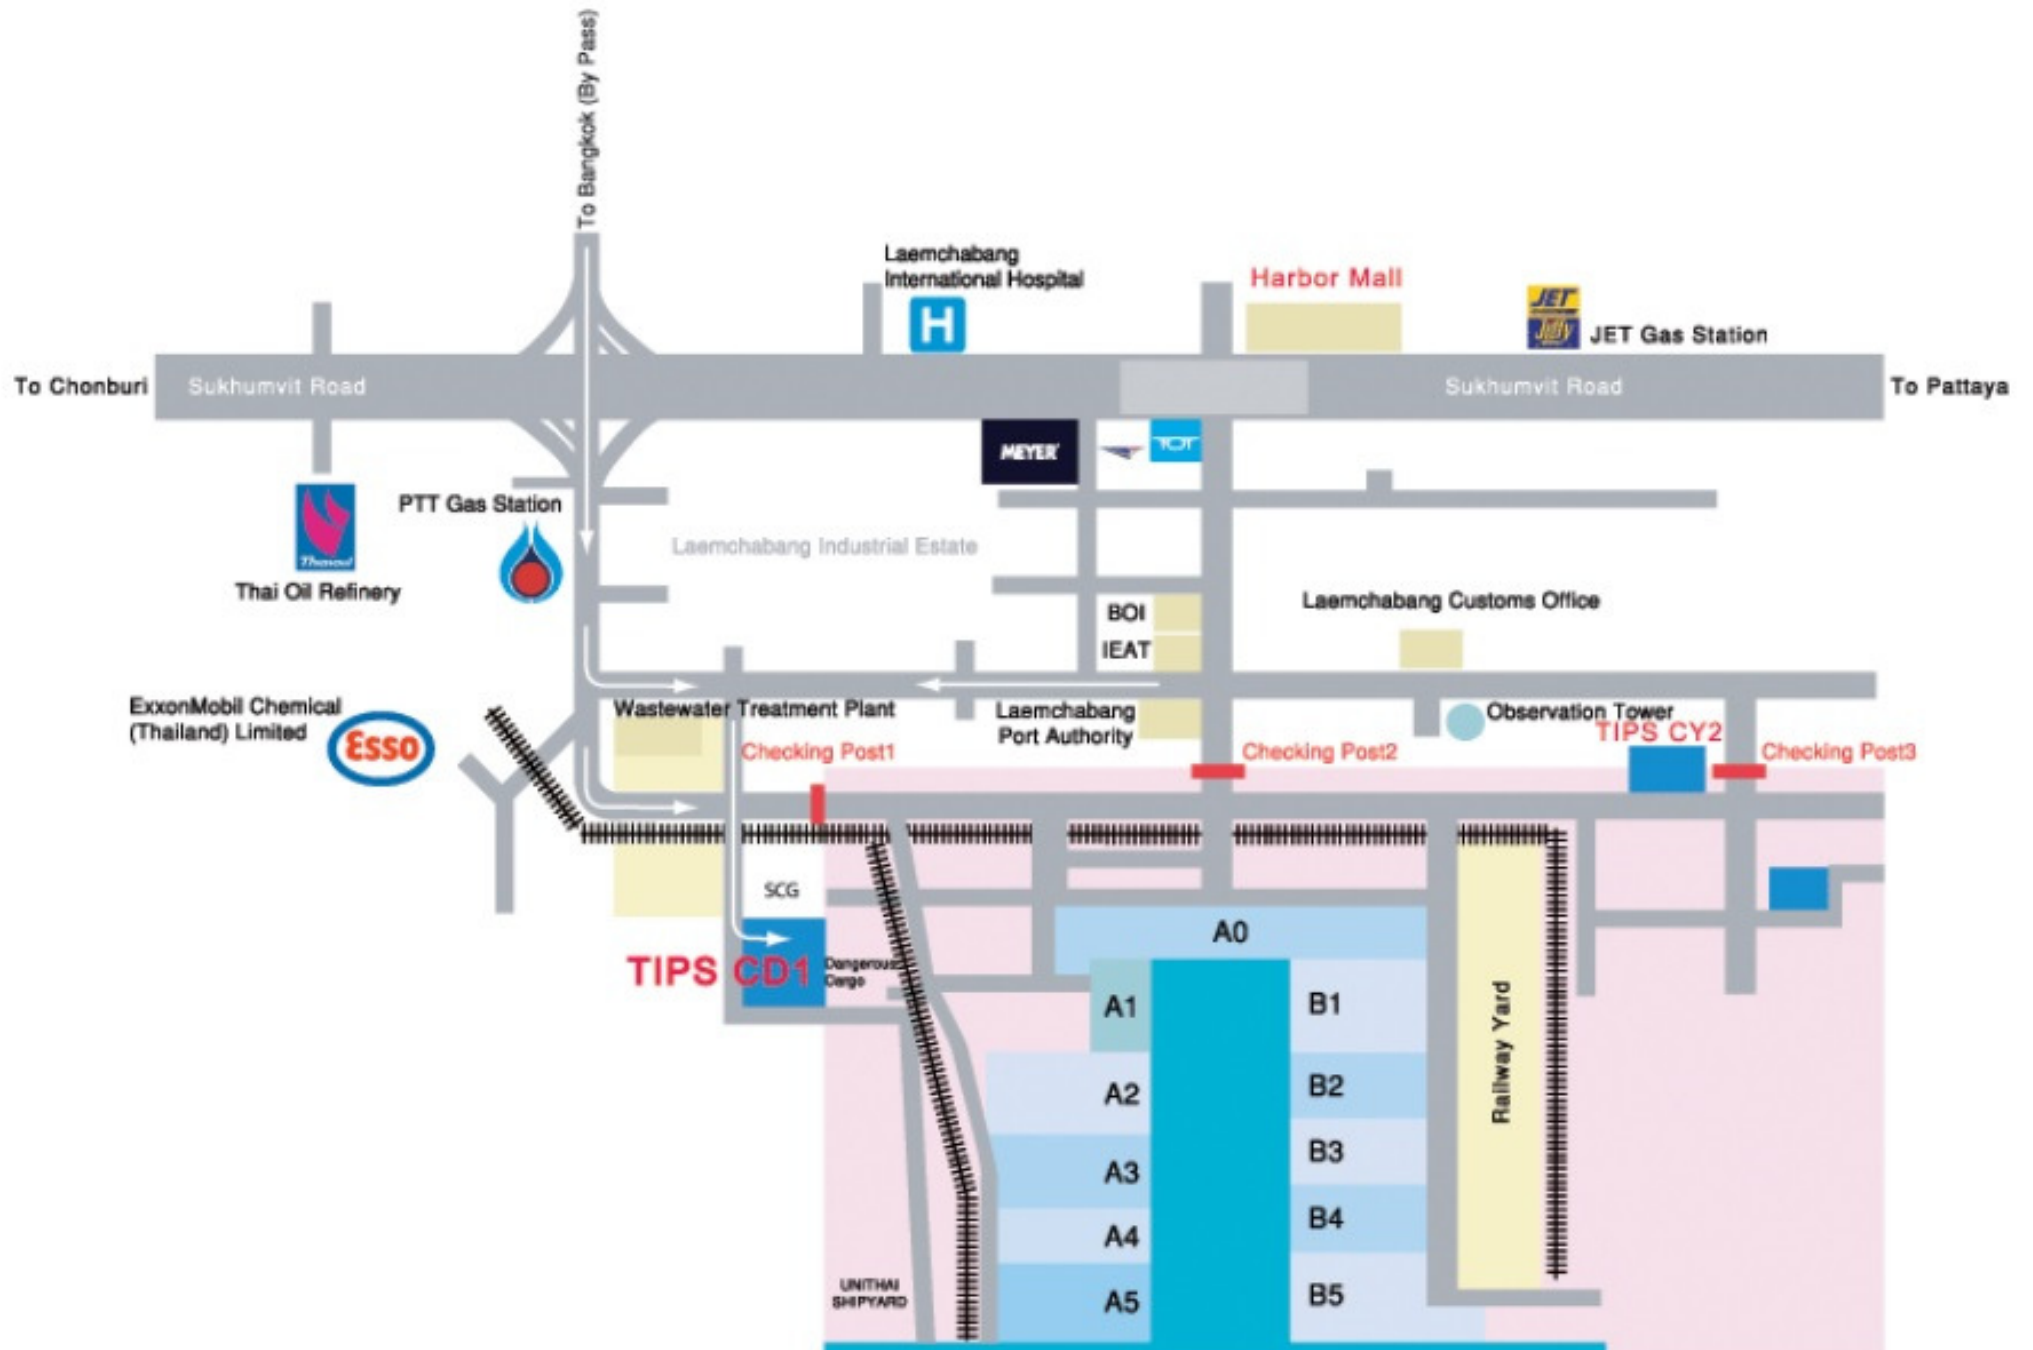 To Bangkok (By Pass)
Laemchabang
International Hospital
H
Harbor Mall
JET
Jiffy
JET Gas Station
To Chonburi
Sukhumvit Road
Sukhumvit Road
To Pattaya
MEYER
TOT
PTT Gas Station
Thaioil
Thai Oil Refinery
Laemchabang Industrial Estate
BOI
IEAT
Laemchabang Customs Office
ExxonMobil Chemical
(Thailand) Limited
Esso
Wastewater Treatment Plant
Laemchabang
Port Authority
Observation Tower
TIPS CY2
Checking Post1
Checking Post2
Checking Post3
SCG
TIPS CD1
Dangerous
Cargo
A0
A1
A2
A3
A4
A5
B1
B2
B3
B4
B5
Railway Yard
UNITHAI
SHIPYARD